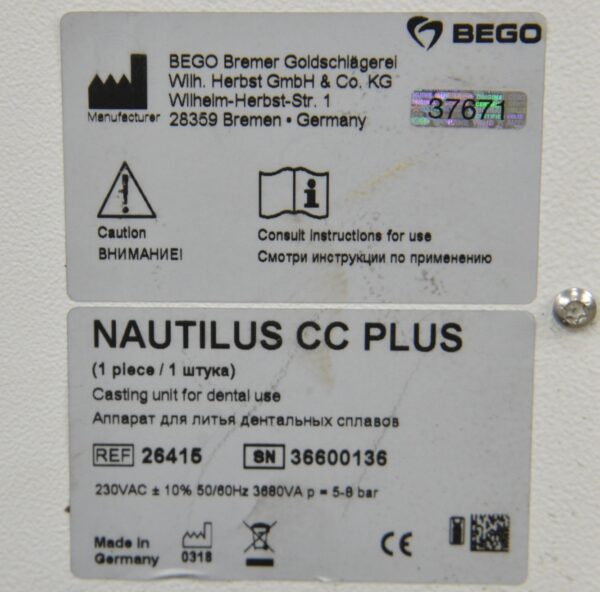 BEGO
BEGO Bremer Goldschlägerei
Wilh. Herbst GmbH & Co. KG
Wilhelm-Herbst-Str. 1
28359 Bremen • Germany
Manufacturer
37671
Caution
ВНИМАНИЕ!
Consult instructions for use
Смотри инструкции по применению
NAUTILUS CC PLUS
(1 piece / 1 штука)
Casting unit for dental use
Аппарат для литья дентальных сплавов
REF 26415 SN 36600136
230VAC ± 10% 50/60Hz 3680VA p = 5-8 bar
Made in
Germany
0318
CE